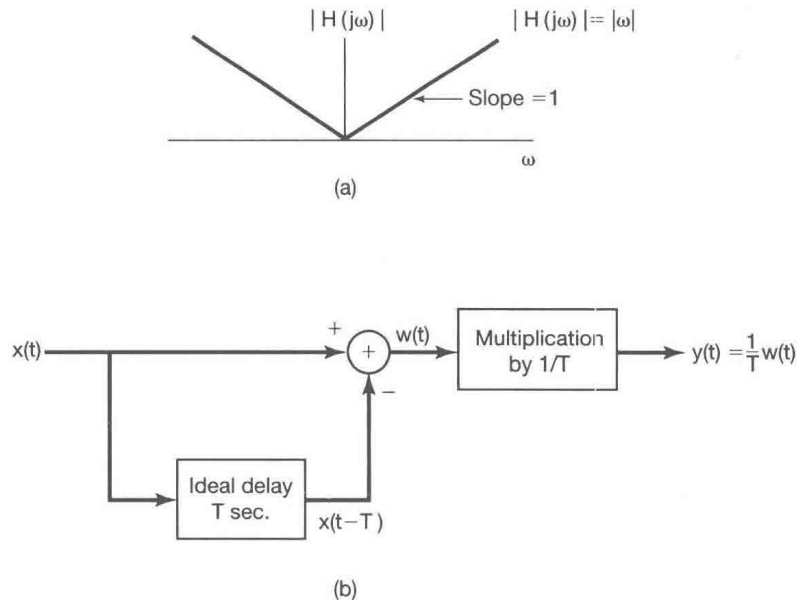 | H (jω) |
| H (jω) | = |ω|
Slope = 1
ω
(a)
x(t)
+
+
−
w(t)
Multiplication
by 1/T
y(t) = 1/T w(t)
Ideal delay
T sec.
x(t−T)
(b)